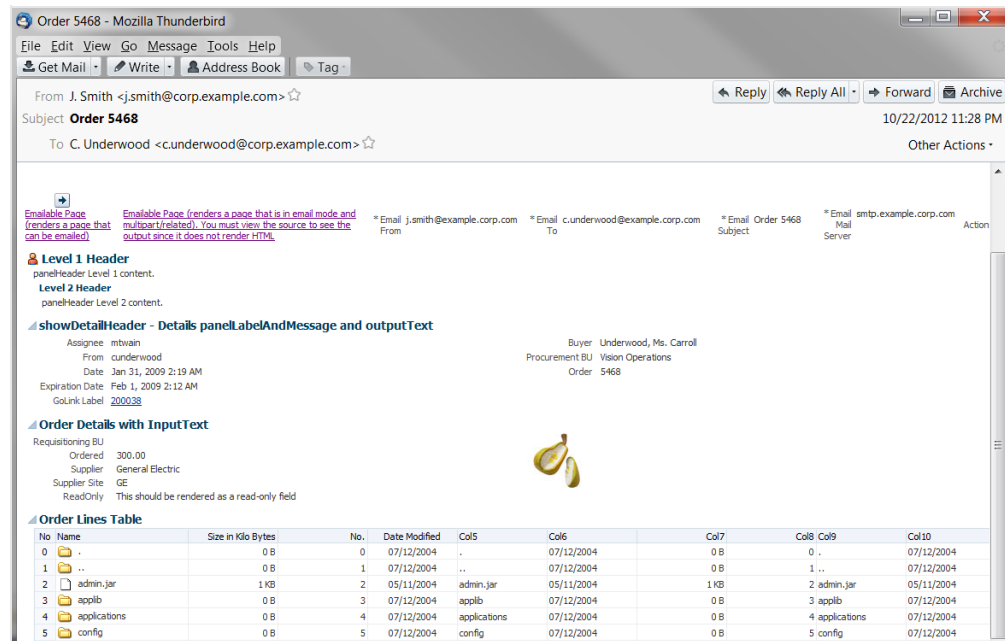 Order 5468 - Mozilla Thunderbird
File Edit View Go Message Tools Help
Get Mail Write Address Book Tag
From J. Smith <j.smith@corp.example.com> Reply Reply All Forward Archive
Subject Order 5468 10/22/2012 11:28 PM
To C. Underwood <c.underwood@corp.example.com> Other Actions
Emailable Page (renders a page that can be emailed)
Emailable Page (renders a page that is in email mode and multipart/related). You must view the source to see the output since it does not render HTML
* Email From j.smith@example.corp.com
* Email To c.underwood@example.corp.com
* Email Subject Order 5468
* Email Mail Server smtp.example.corp.com
Action
Level 1 Header
panelHeader Level 1 content.
Level 2 Header
panelHeader Level 2 content.
showDetailHeader - Details panelLabelAndMessage and outputText
Assignee mtwain Buyer Underwood, Ms. Carroll
From cunderwood Procurement BU Vision Operations
Date Jan 31, 2009 2:19 AM Order 5468
Expiration Date Feb 1, 2009 2:12 AM
GoLink Label 200038
Order Details with InputText
Requisitioning BU
Ordered 300.00
Supplier General Electric
Supplier Site GE
ReadOnly This should be rendered as a read-only field
Order Lines Table
No Name Size in Kilo Bytes No. Date Modified Col5 Col6 Col7 Col8 Col9 Col10
0 . 0 B 0 07/12/2004 . 07/12/2004 0 B 0 . 07/12/2004
1 .. 0 B 1 07/12/2004 .. 07/12/2004 0 B 1 .. 07/12/2004
2 admin.jar 1 KB 2 05/11/2004 admin.jar 05/11/2004 1 KB 2 admin.jar 05/11/2004
3 applib 0 B 3 07/12/2004 applib 07/12/2004 0 B 3 applib 07/12/2004
4 applications 0 B 4 07/12/2004 applications 07/12/2004 0 B 4 applications 07/12/2004
5 config 0 B 5 07/12/2004 config 07/12/2004 0 B 5 config 07/12/2004